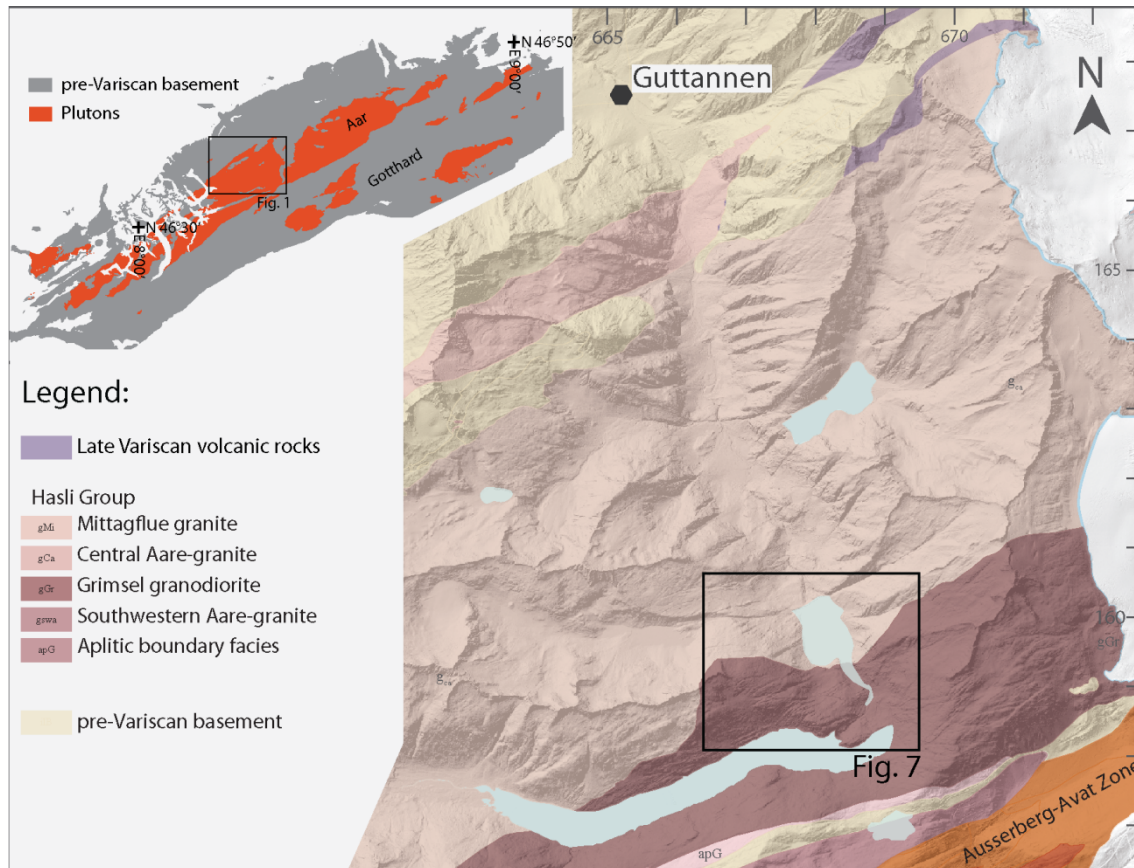 pre-Variscan basement
Plutons
N 46°50'
E 9°00'
Aar
Gotthard
Fig. 1
N 46°30'
E 8°00'
665
670
Guttannen
N
165
160
gGr
Fig. 7
apG
Ausserberg-Avat Zone
Legend:
Late Variscan volcanic rocks
Hasli Group
gMi Mittagflue granite
gCa Central Aare-granite
gGr Grimsel granodiorite
gswa Southwestern Aare-granite
apG Aplitic boundary facies
pre-Variscan basement